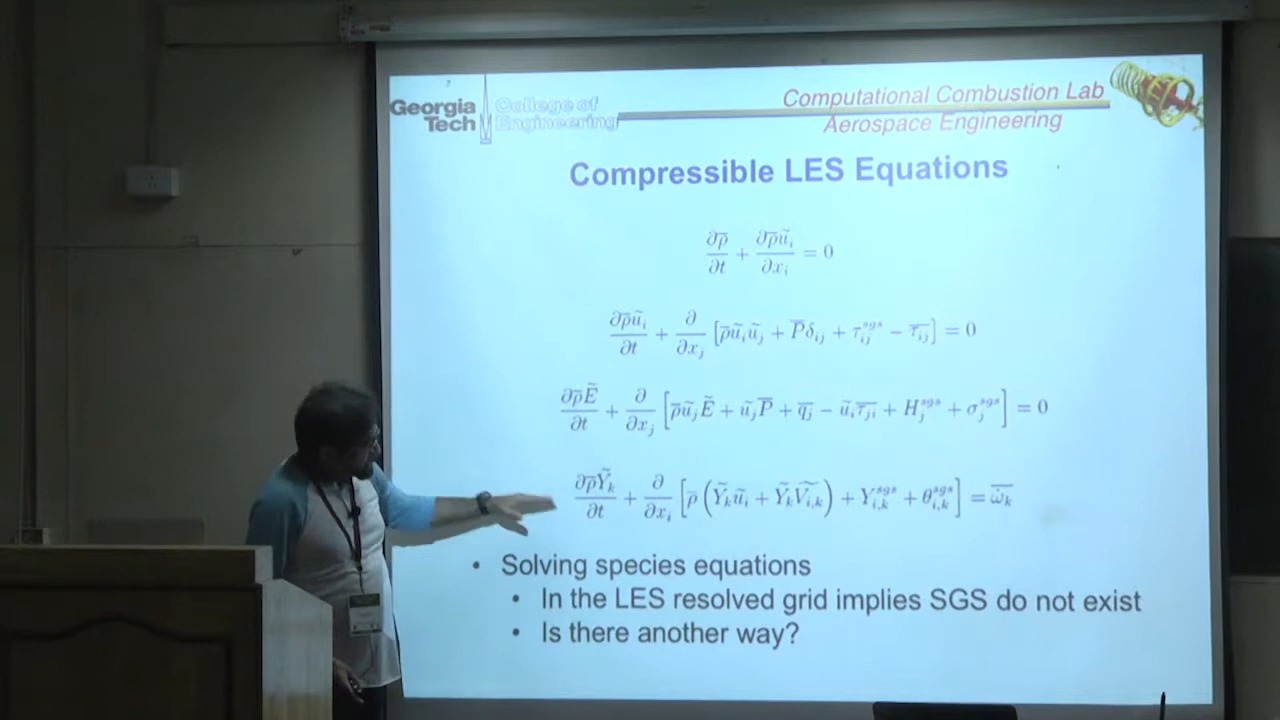 Georgia Tech
College of Engineering
Computational Combustion Lab
Aerospace Engineering
Compressible LES Equations
∂ρ̅/∂t + ∂ρ̅ũ_i/∂x_i = 0
∂ρ̅ũ_i/∂t + ∂/∂x_j [ρ̅ũ_iũ_j + P̅δ_ij + τ_ij^sgs − τ̅_ij] = 0
∂ρ̅Ẽ/∂t + ∂/∂x_j [ρ̅ũ_jẼ + ũ_jP̅ + q̅_j − ũ_iτ̅_ji + H_j^sgs + σ_j^sgs] = 0
∂ρ̅Ỹ_k/∂t + ∂/∂x_i [ρ̅(Ỹ_kũ_i + Ỹ_kṼ_i,k) + Y_i,k^sgs + θ_i,k^sgs] = ω̇̅_k
• Solving species equations
• In the LES resolved grid implies SGS do not exist
• Is there another way?